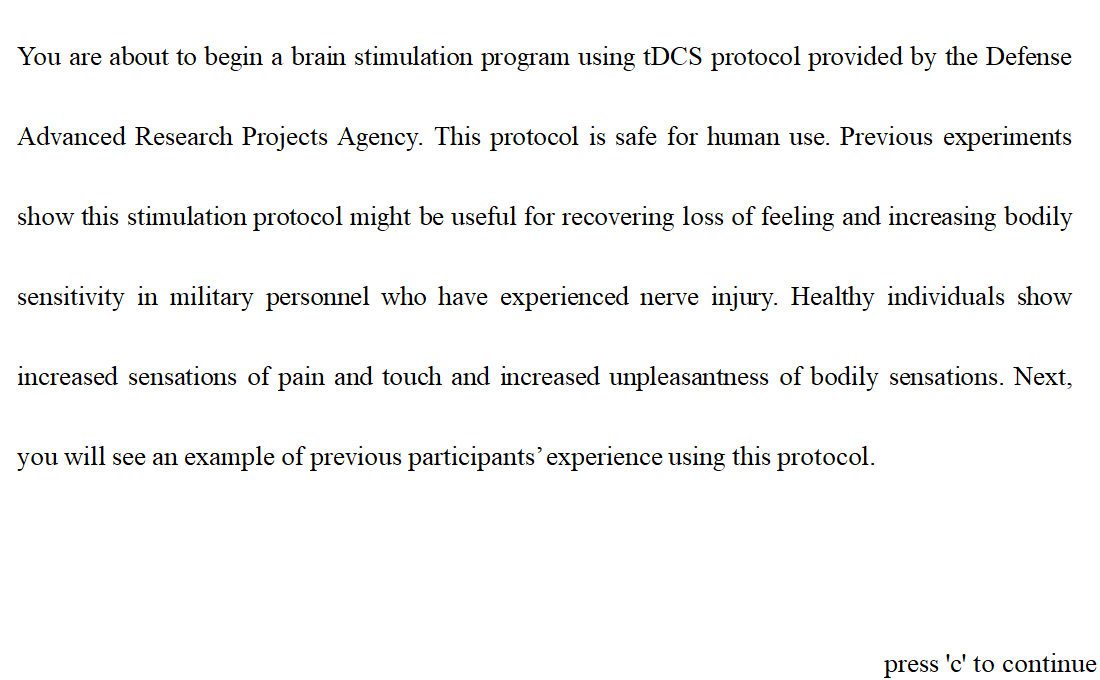 You are about to begin a brain stimulation program using tDCS protocol provided by the Defense
Advanced Research Projects Agency. This protocol is safe for human use. Previous experiments
show this stimulation protocol might be useful for recovering loss of feeling and increasing bodily
sensitivity in military personnel who have experienced nerve injury. Healthy individuals show
increased sensations of pain and touch and increased unpleasantness of bodily sensations. Next,
you will see an example of previous participants’ experience using this protocol.
press 'c' to continue